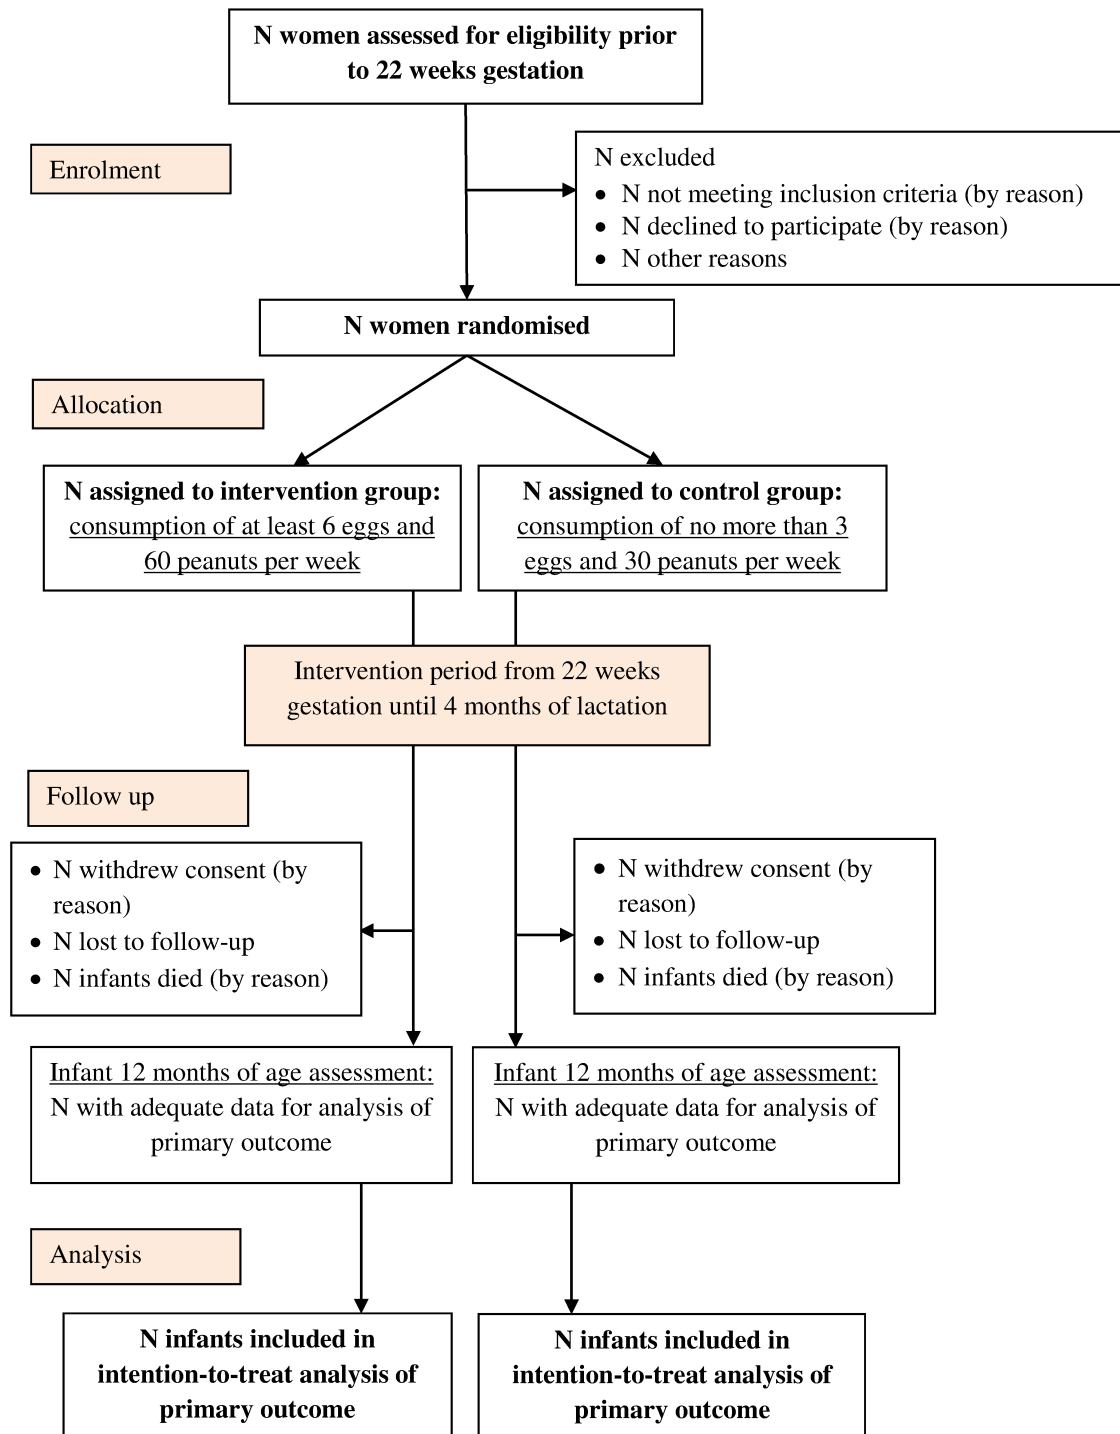 N women assessed for eligibility prior
to 22 weeks gestation
Enrolment
N excluded
• N not meeting inclusion criteria (by reason)
• N declined to participate (by reason)
• N other reasons
N women randomised
Allocation
N assigned to intervention group:
consumption of at least 6 eggs and
60 peanuts per week
N assigned to control group:
consumption of no more than 3
eggs and 30 peanuts per week
Intervention period from 22 weeks
gestation until 4 months of lactation
Follow up
• N withdrew consent (by
reason)
• N lost to follow-up
• N infants died (by reason)
• N withdrew consent (by
reason)
• N lost to follow-up
• N infants died (by reason)
Infant 12 months of age assessment:
N with adequate data for analysis of
primary outcome
Infant 12 months of age assessment:
N with adequate data for analysis of
primary outcome
Analysis
N infants included in
intention-to-treat analysis of
primary outcome
N infants included in
intention-to-treat analysis of
primary outcome